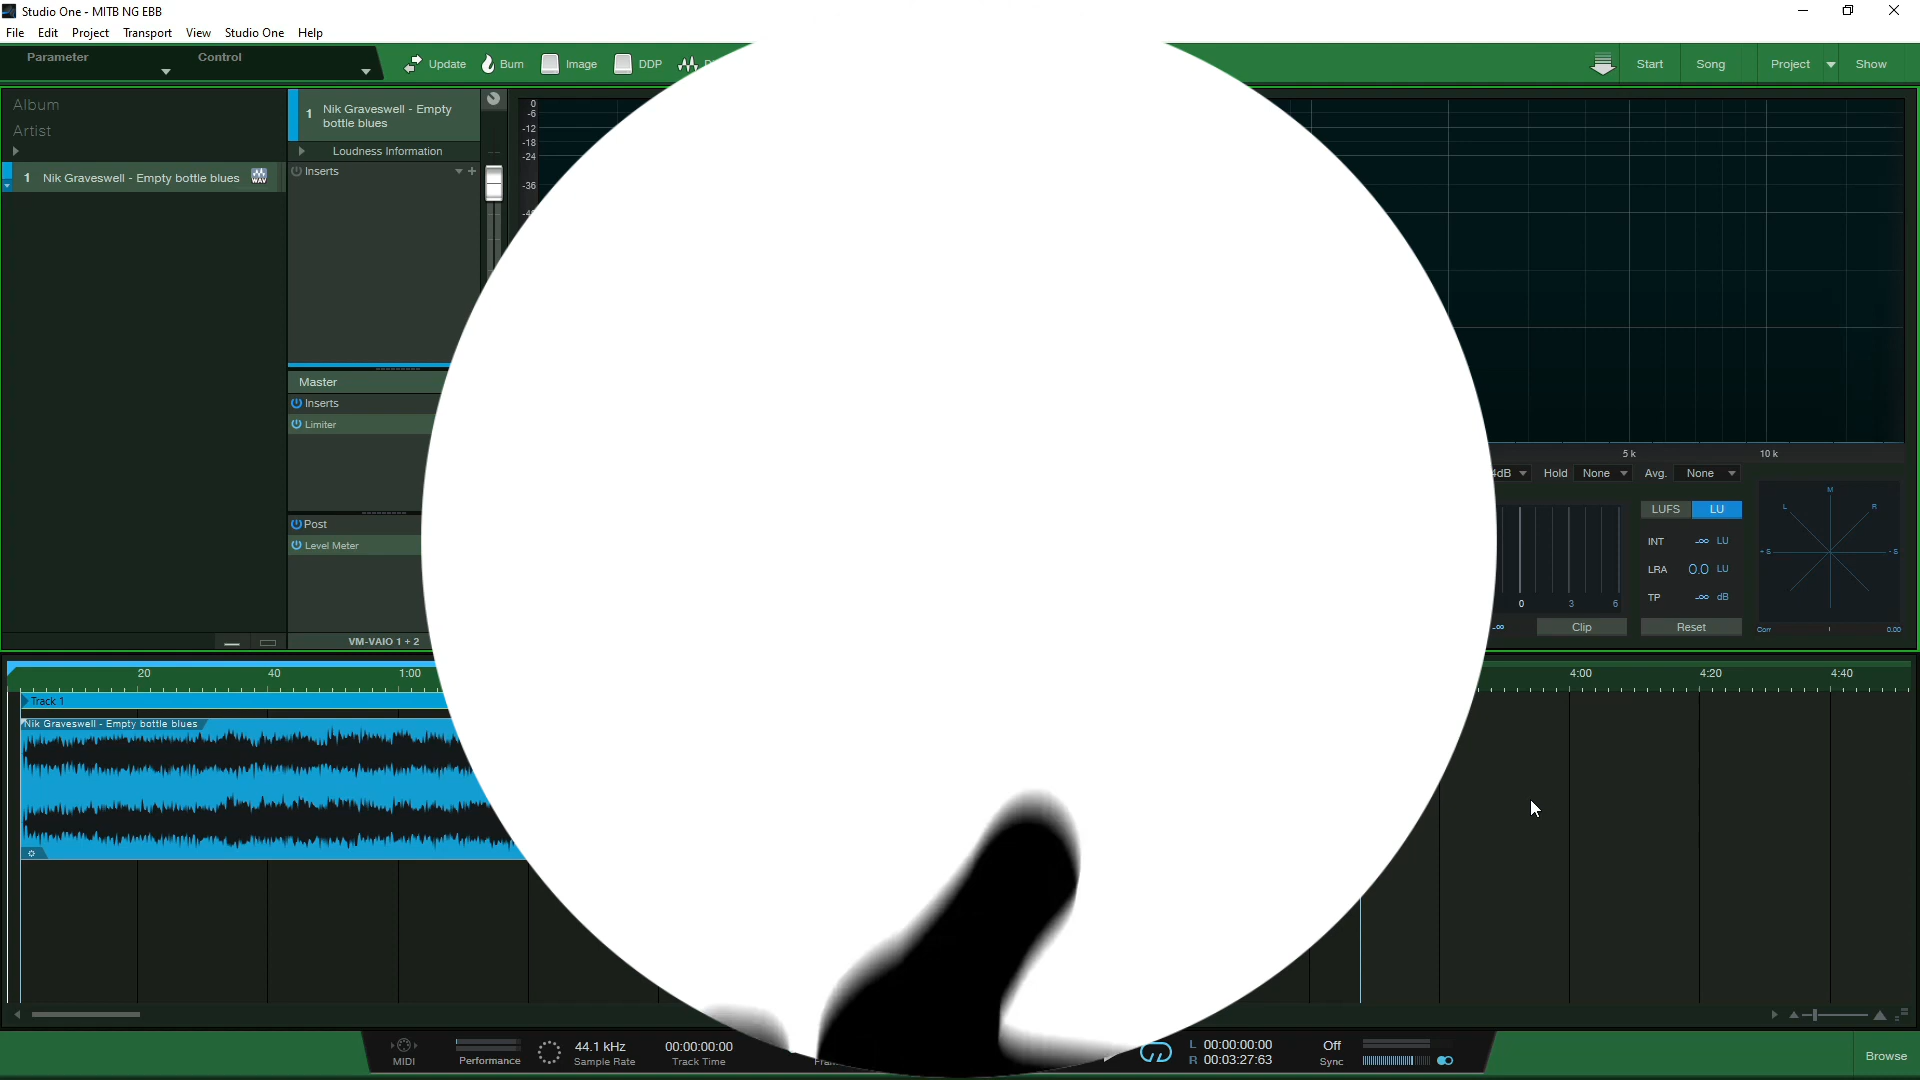 Studio One - MITB NG EBB
File Edit Project Transport View Studio One Help
Parameter Control Update Burn Image DDP Start Song Project Show
Album
Artist
1 Nik Graveswell - Empty bottle blues WAV
1 Nik Graveswell - Empty
bottle blues
Loudness Information
Inserts
Master
Inserts
Limiter
Post
Level Meter
VM-VAIO 1 + 2
0
-6
-12
-18
-24
-36
5k 10k
Hold None Avg. None
LUFS LU
INT -∞ LU
LRA 0.0 LU
TP -∞ dB
0 3 6
-∞ Clip Reset
M
L R
+S -S
Corr 0.00
20 40 1:00 4:00 4:20 4:40
Track 1
Nik Graveswell - Empty bottle blues
MIDI
Performance
44.1 kHz
Sample Rate
00:00:00:00
Track Time
L 00:00:00:00
R 00:03:27:63
Off
Sync
Browse